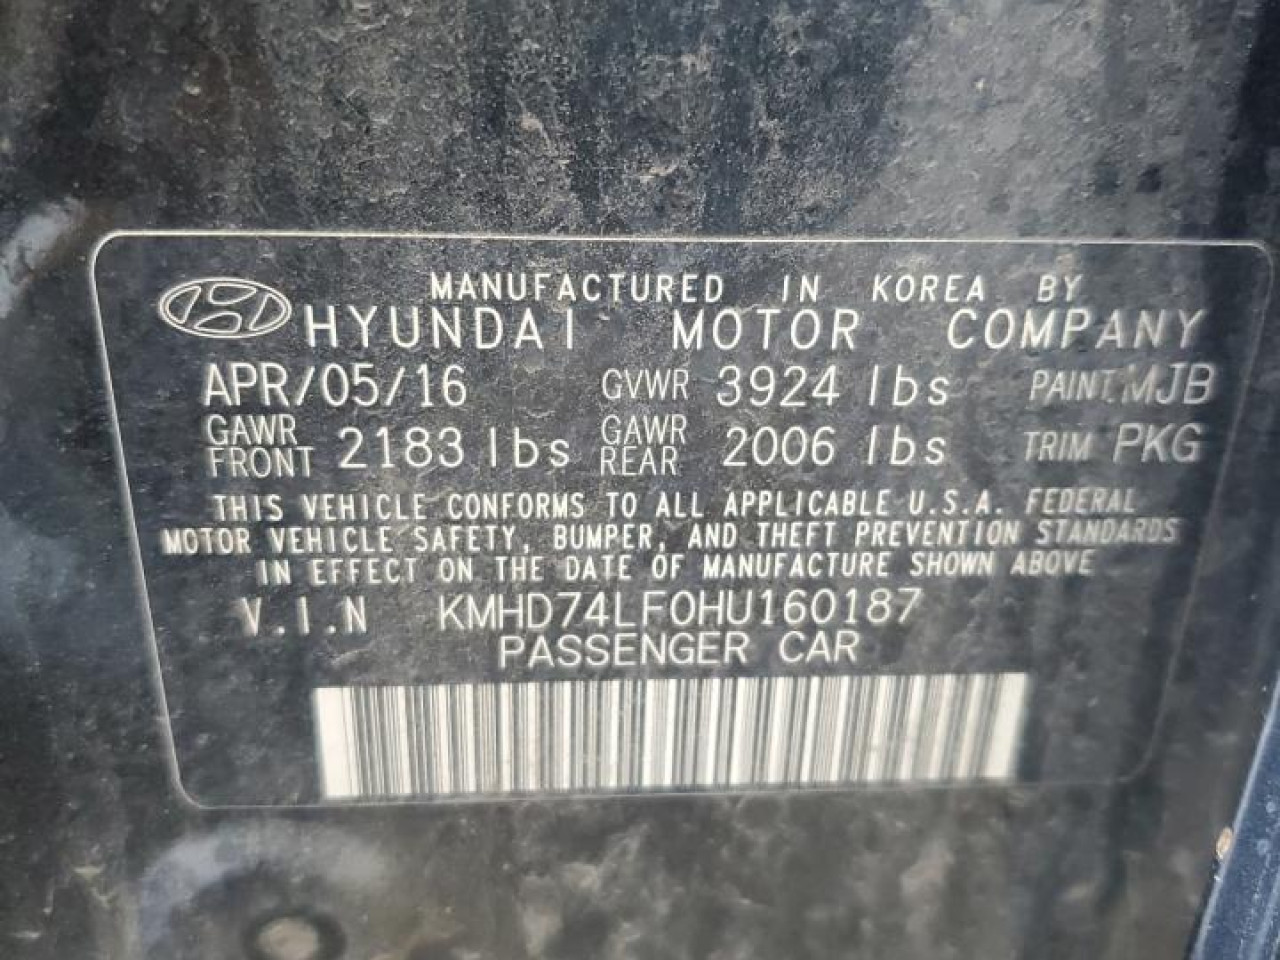 MANUFACTURED IN KOREA BY
HYUNDAI MOTOR COMPANY
APR/05/16 GVWR 3924 lbs PAINT:MJB
GAWR FRONT 2183 lbs GAWR REAR 2006 lbs TRIM PKG
THIS VEHICLE CONFORMS TO ALL APPLICABLE U.S.A. FEDERAL
MOTOR VEHICLE SAFETY, BUMPER, AND THEFT PREVENTION STANDARDS
IN EFFECT ON THE DATE OF MANUFACTURE SHOWN ABOVE
V.I.N KMHD74LF0HU160187
PASSENGER CAR